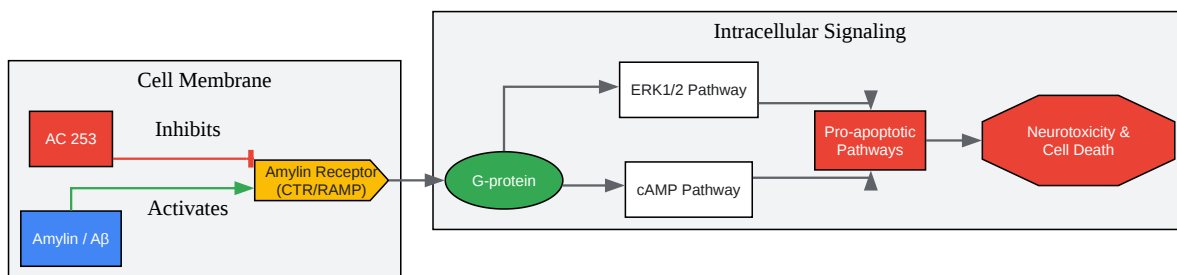 Cell Membrane
AC 253
Inhibits
Amylin Receptor
(CTR/RAMP)
Activates
Amylin / Aβ
Intracellular Signaling
ERK1/2 Pathway
G-protein
cAMP Pathway
Pro-apoptotic
Pathways
Neurotoxicity &
Cell Death